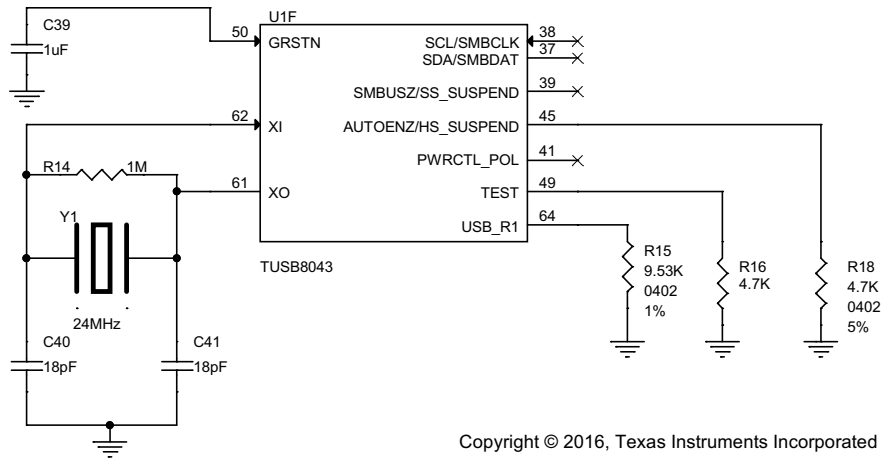 U1F
C39
1uF
50
GRSTN
SCL/SMBCLK
38
SDA/SMBDAT
37
SMBUSZ/SS_SUSPEND
39
62
XI
AUTOENZ/HS_SUSPEND
45
R14
1M
PWRCTL_POL
41
61
XO
TEST
49
Y1
USB_R1
64
TUSB8043
R15
9.53K
0402
1%
R16
4.7K
R18
4.7K
0402
5%
24MHz
C40
18pF
C41
18pF
Copyright © 2016, Texas Instruments Incorporated